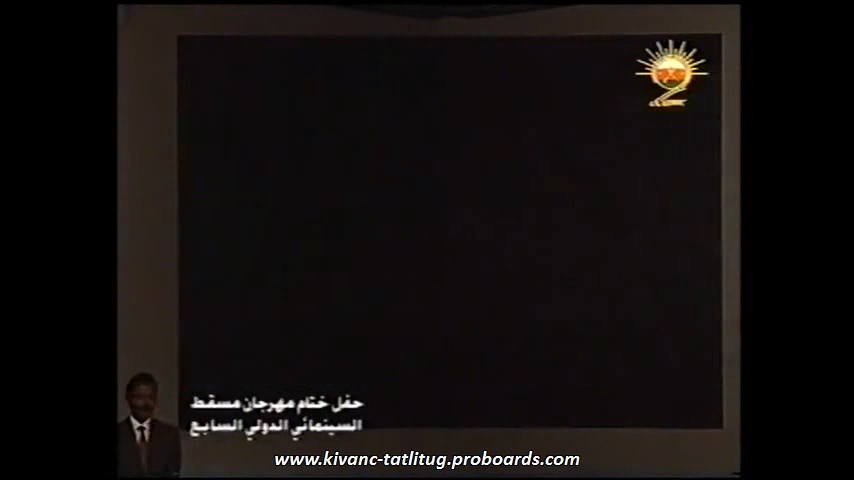 حفل ختام مهرجان مسقط
السينمائي الدولي السابع
www.kivanc-tatlitug.proboards.com